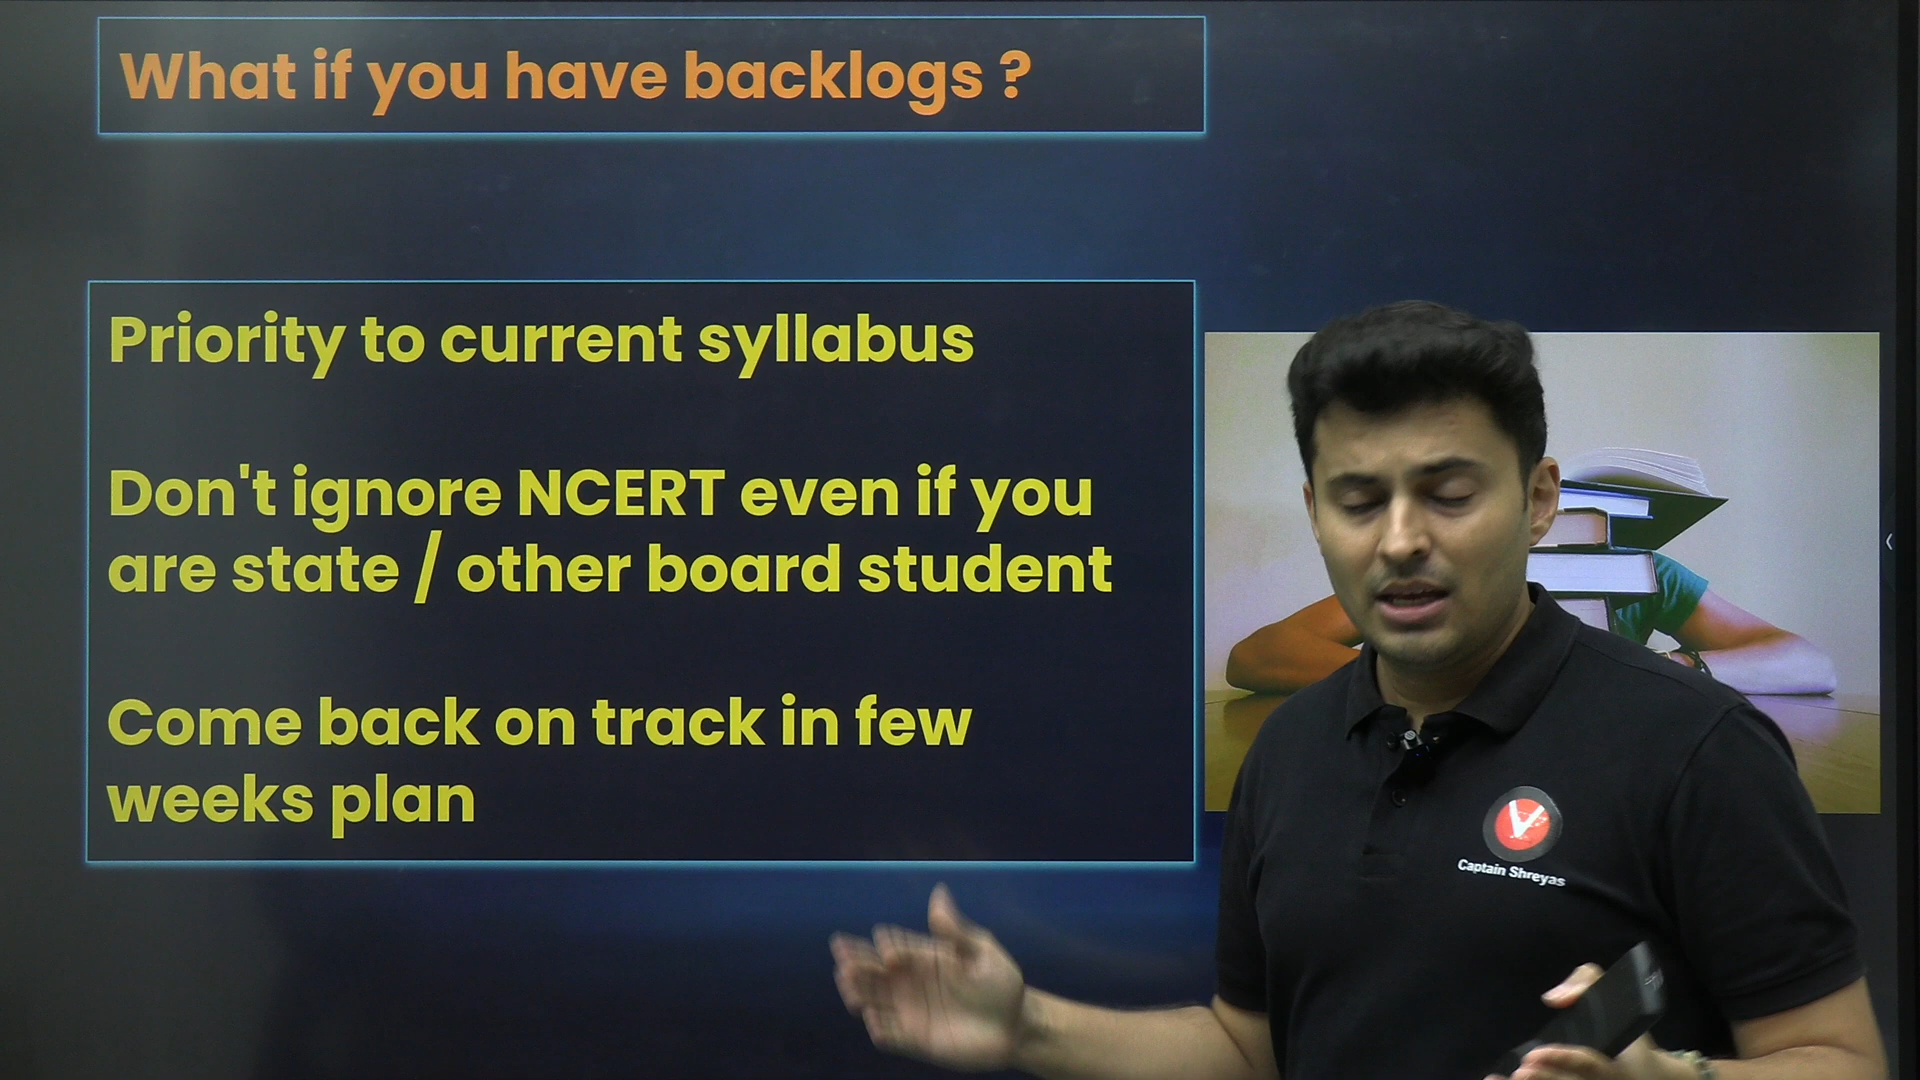 What if you have backlogs ?
Priority to current syllabus
Don't ignore NCERT even if you
are state / other board student
Come back on track in few
weeks plan
Captain Shreyas